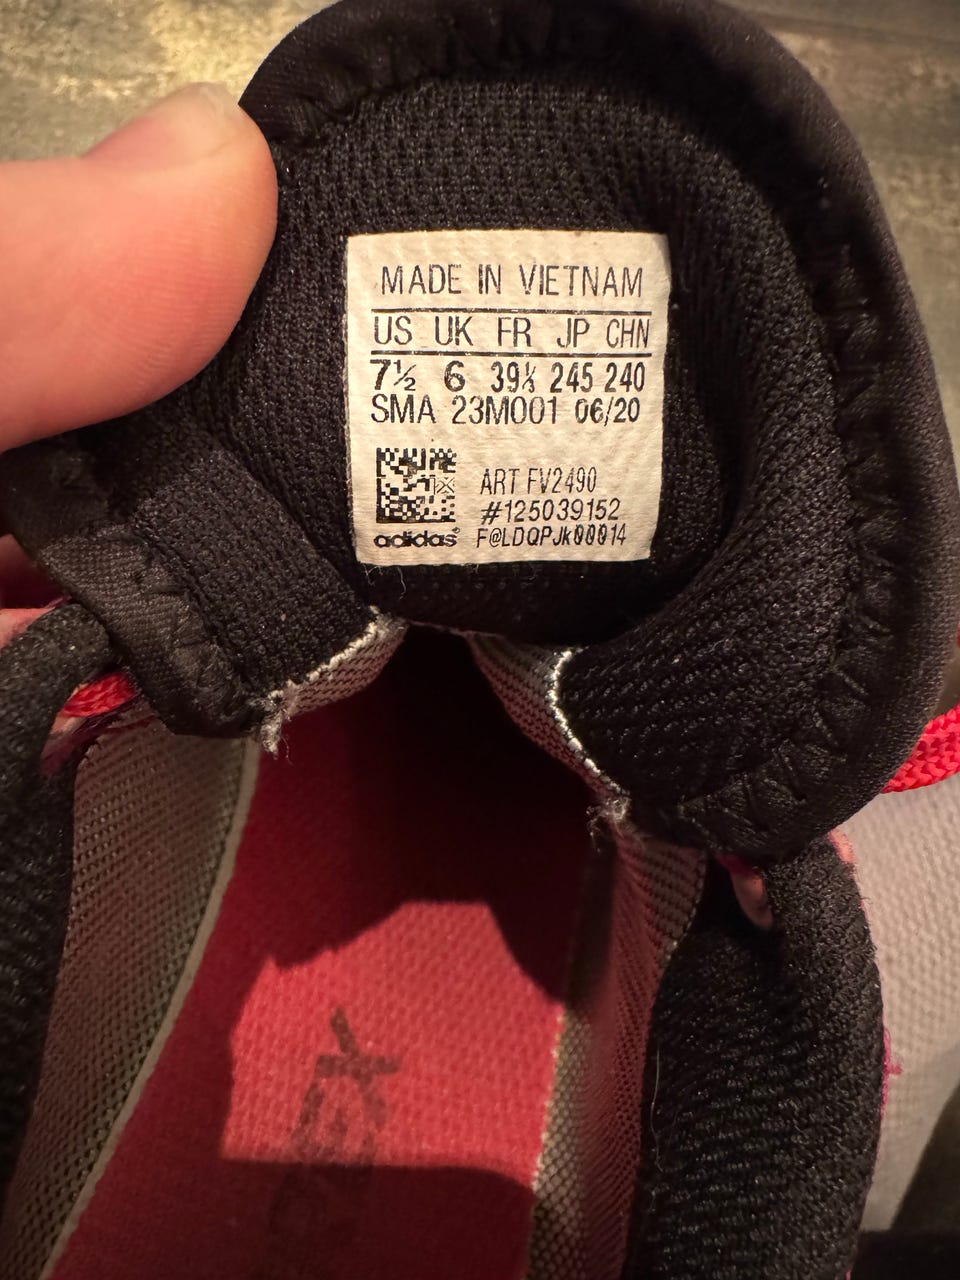 MADE IN VIETNAM
US UK FR JP CHN
7½ 6 39⅓ 245 240
SMA 23M001 06/20
ART FV2490
#125039152
adidas F@LDQPJk00014